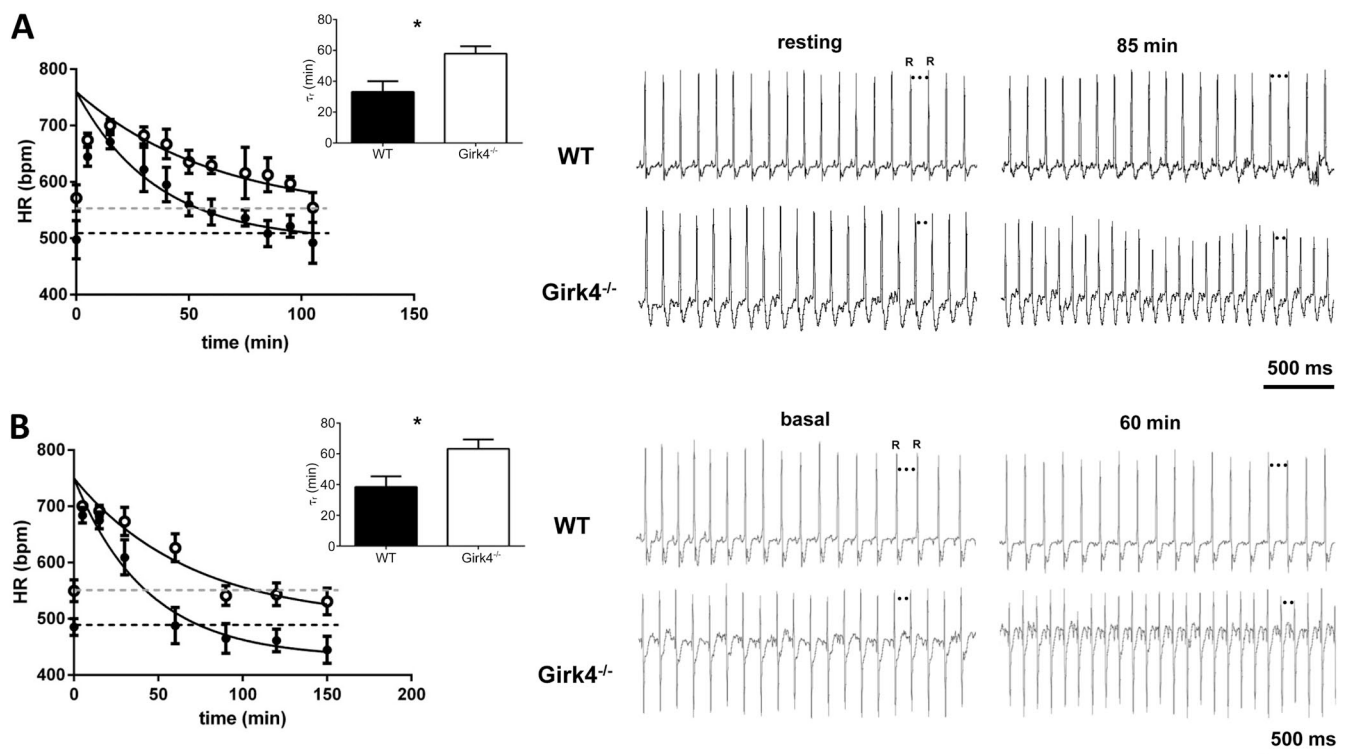 A
80
60
40
20
0
τr (min)
*
WT
Girk4-/-
800
700
600
500
400
HR (bpm)
0
50
100
150
time (min)
resting
85 min
R R
WT
Girk4-/-
500 ms
B
80
60
40
20
0
τr (min)
*
WT
Girk4-/-
800
700
600
500
400
HR (bpm)
0
50
100
150
200
time (min)
basal
60 min
R R
WT
Girk4-/-
500 ms